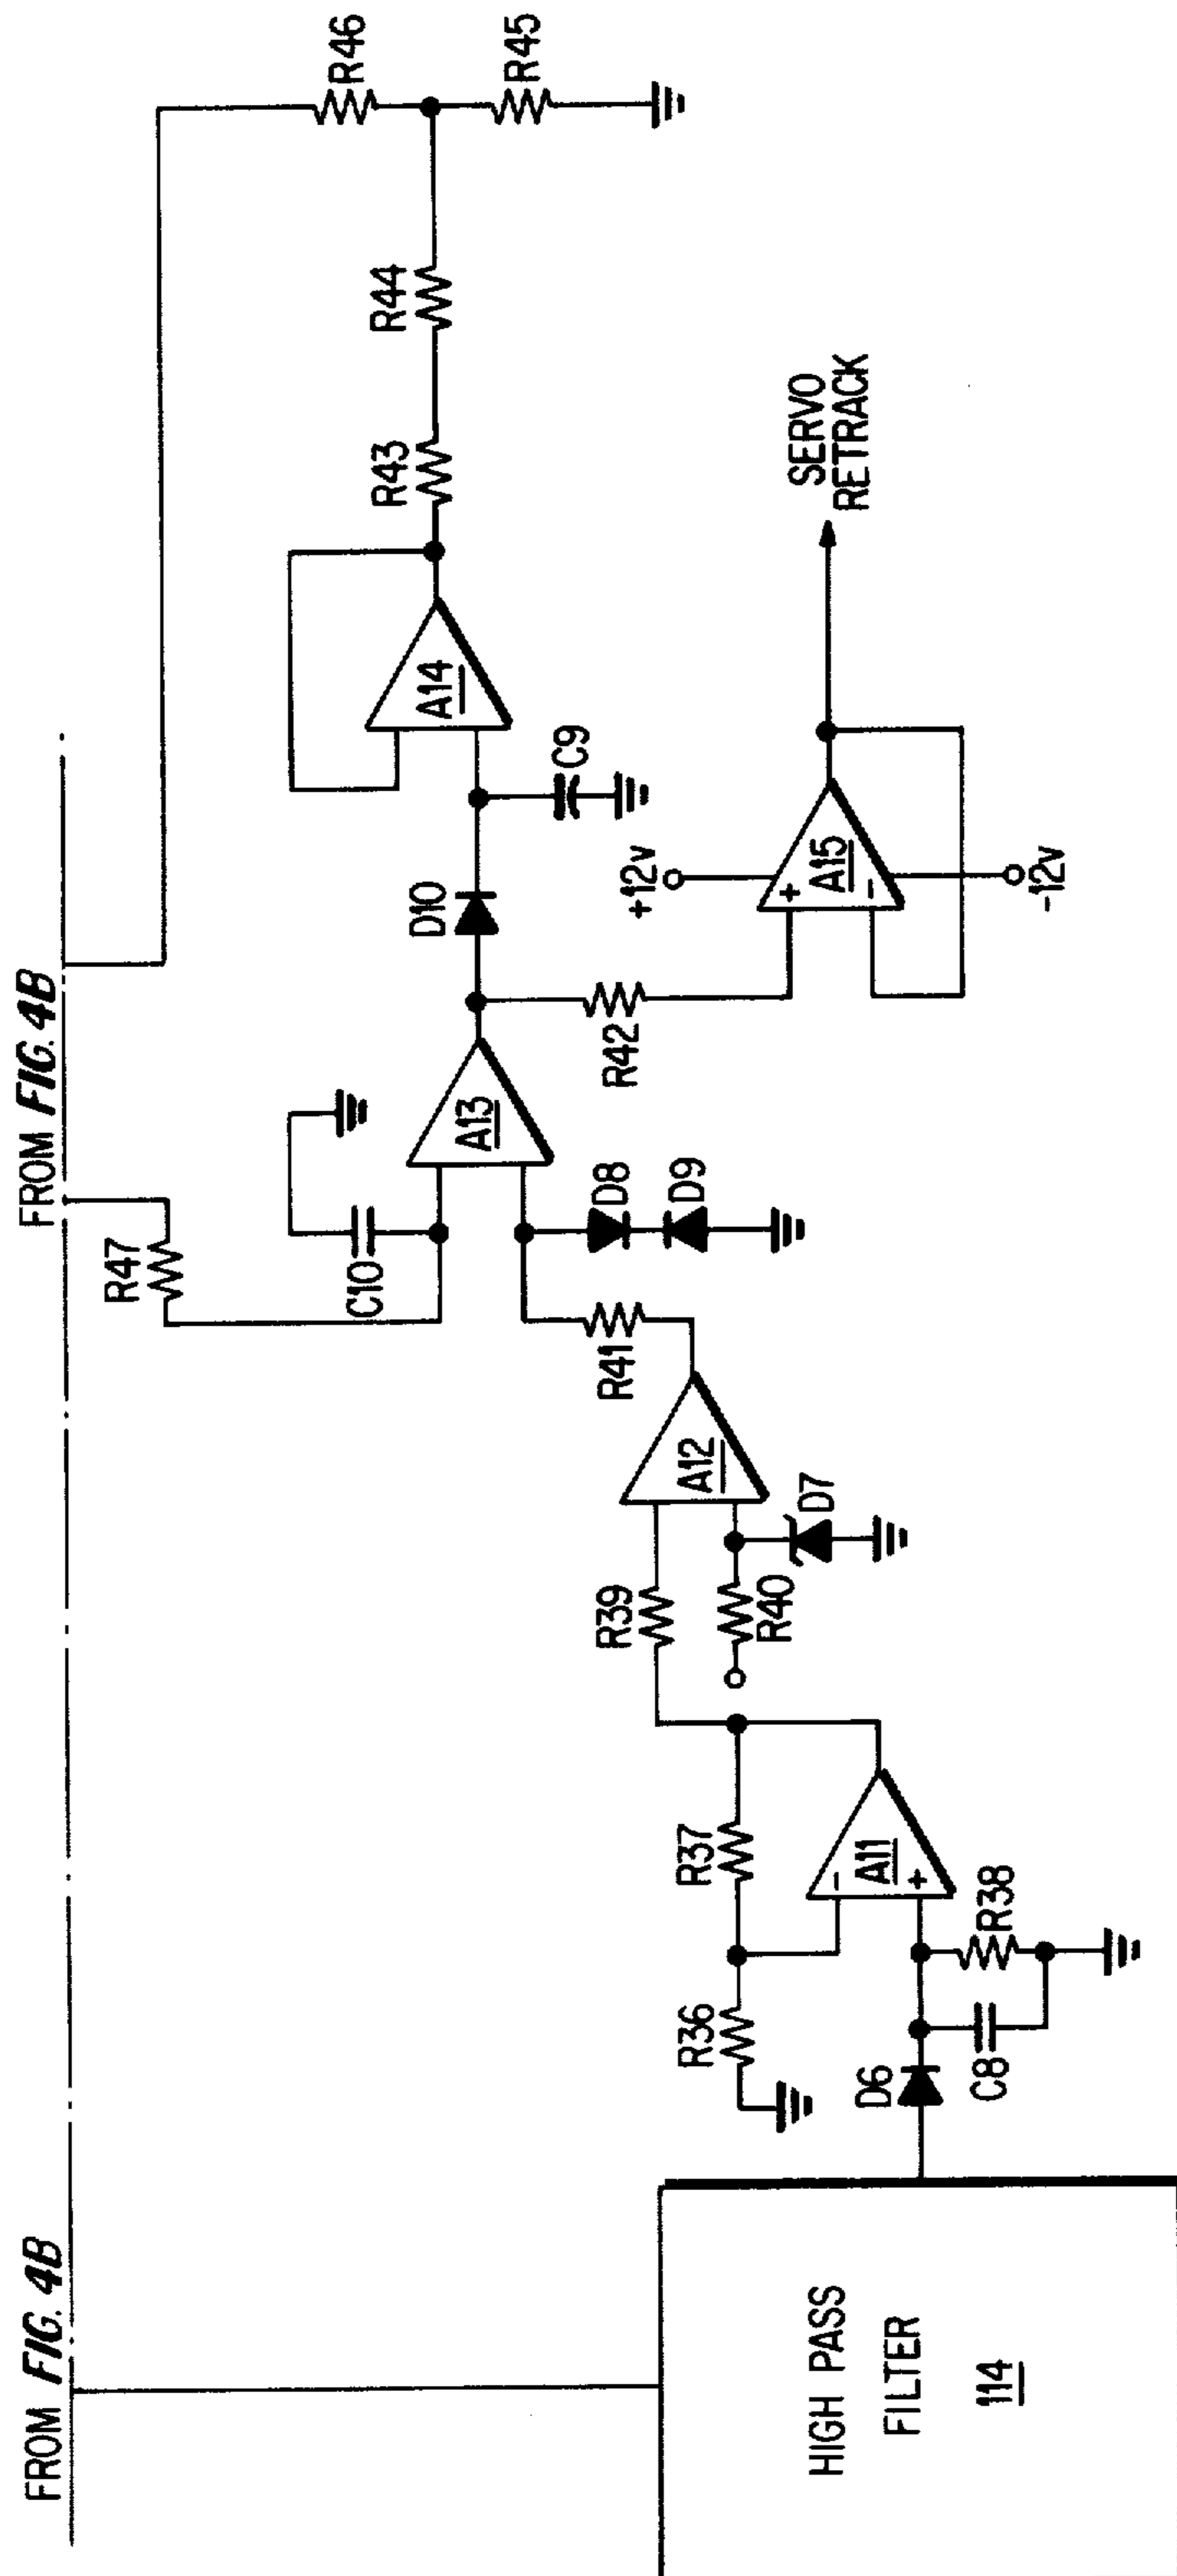 FROM FIG. 4B
FROM FIG. 4B
R47
R46
R45
C10
A13
D8
D9
D10
A14
C9
R43
R44
R41
R42
+12v
+
A15
-
-12v
SERVO
RETRACK
R39
A12
R40
D7
R36
R37
-
A11
+
R38
D6
C8
HIGH PASS
FILTER
114